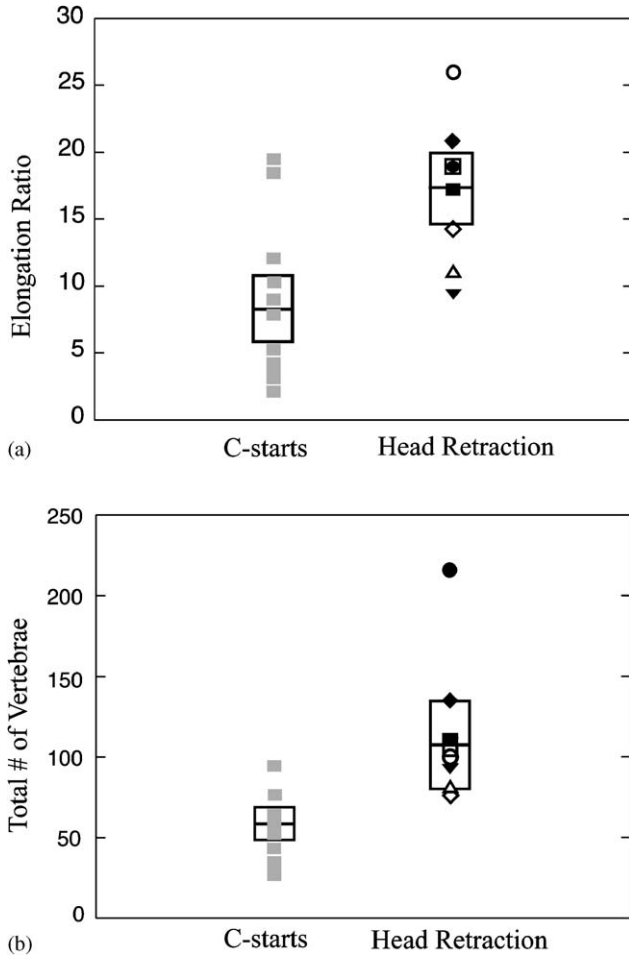 30
25
20
15
10
5
0
Elongation Ratio
(a)
C-starts Head Retraction
250
200
150
100
50
0
Total # of Vertebrae
(b)
C-starts Head Retraction